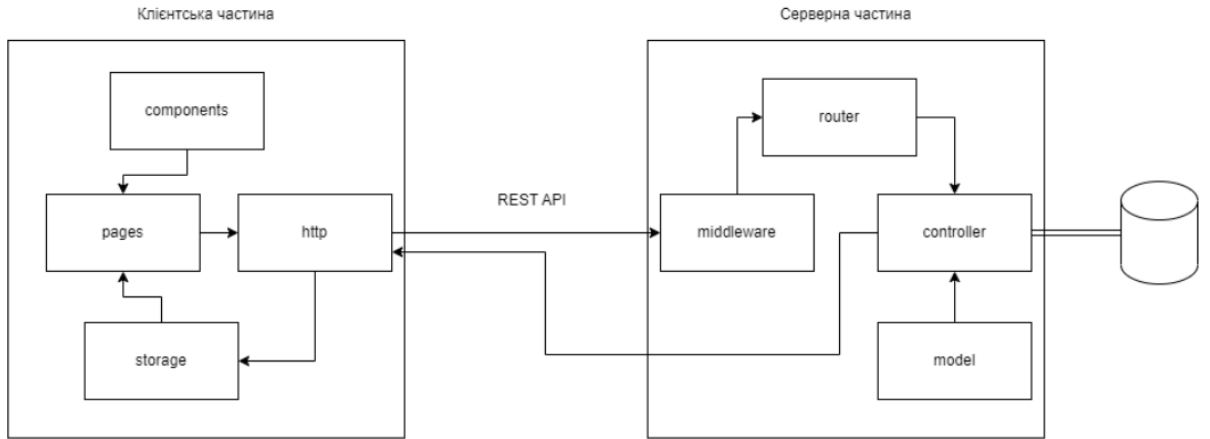 Клієнтська частина
Серверна частина
components
router
REST API
pages
http
middleware
controller
storage
model